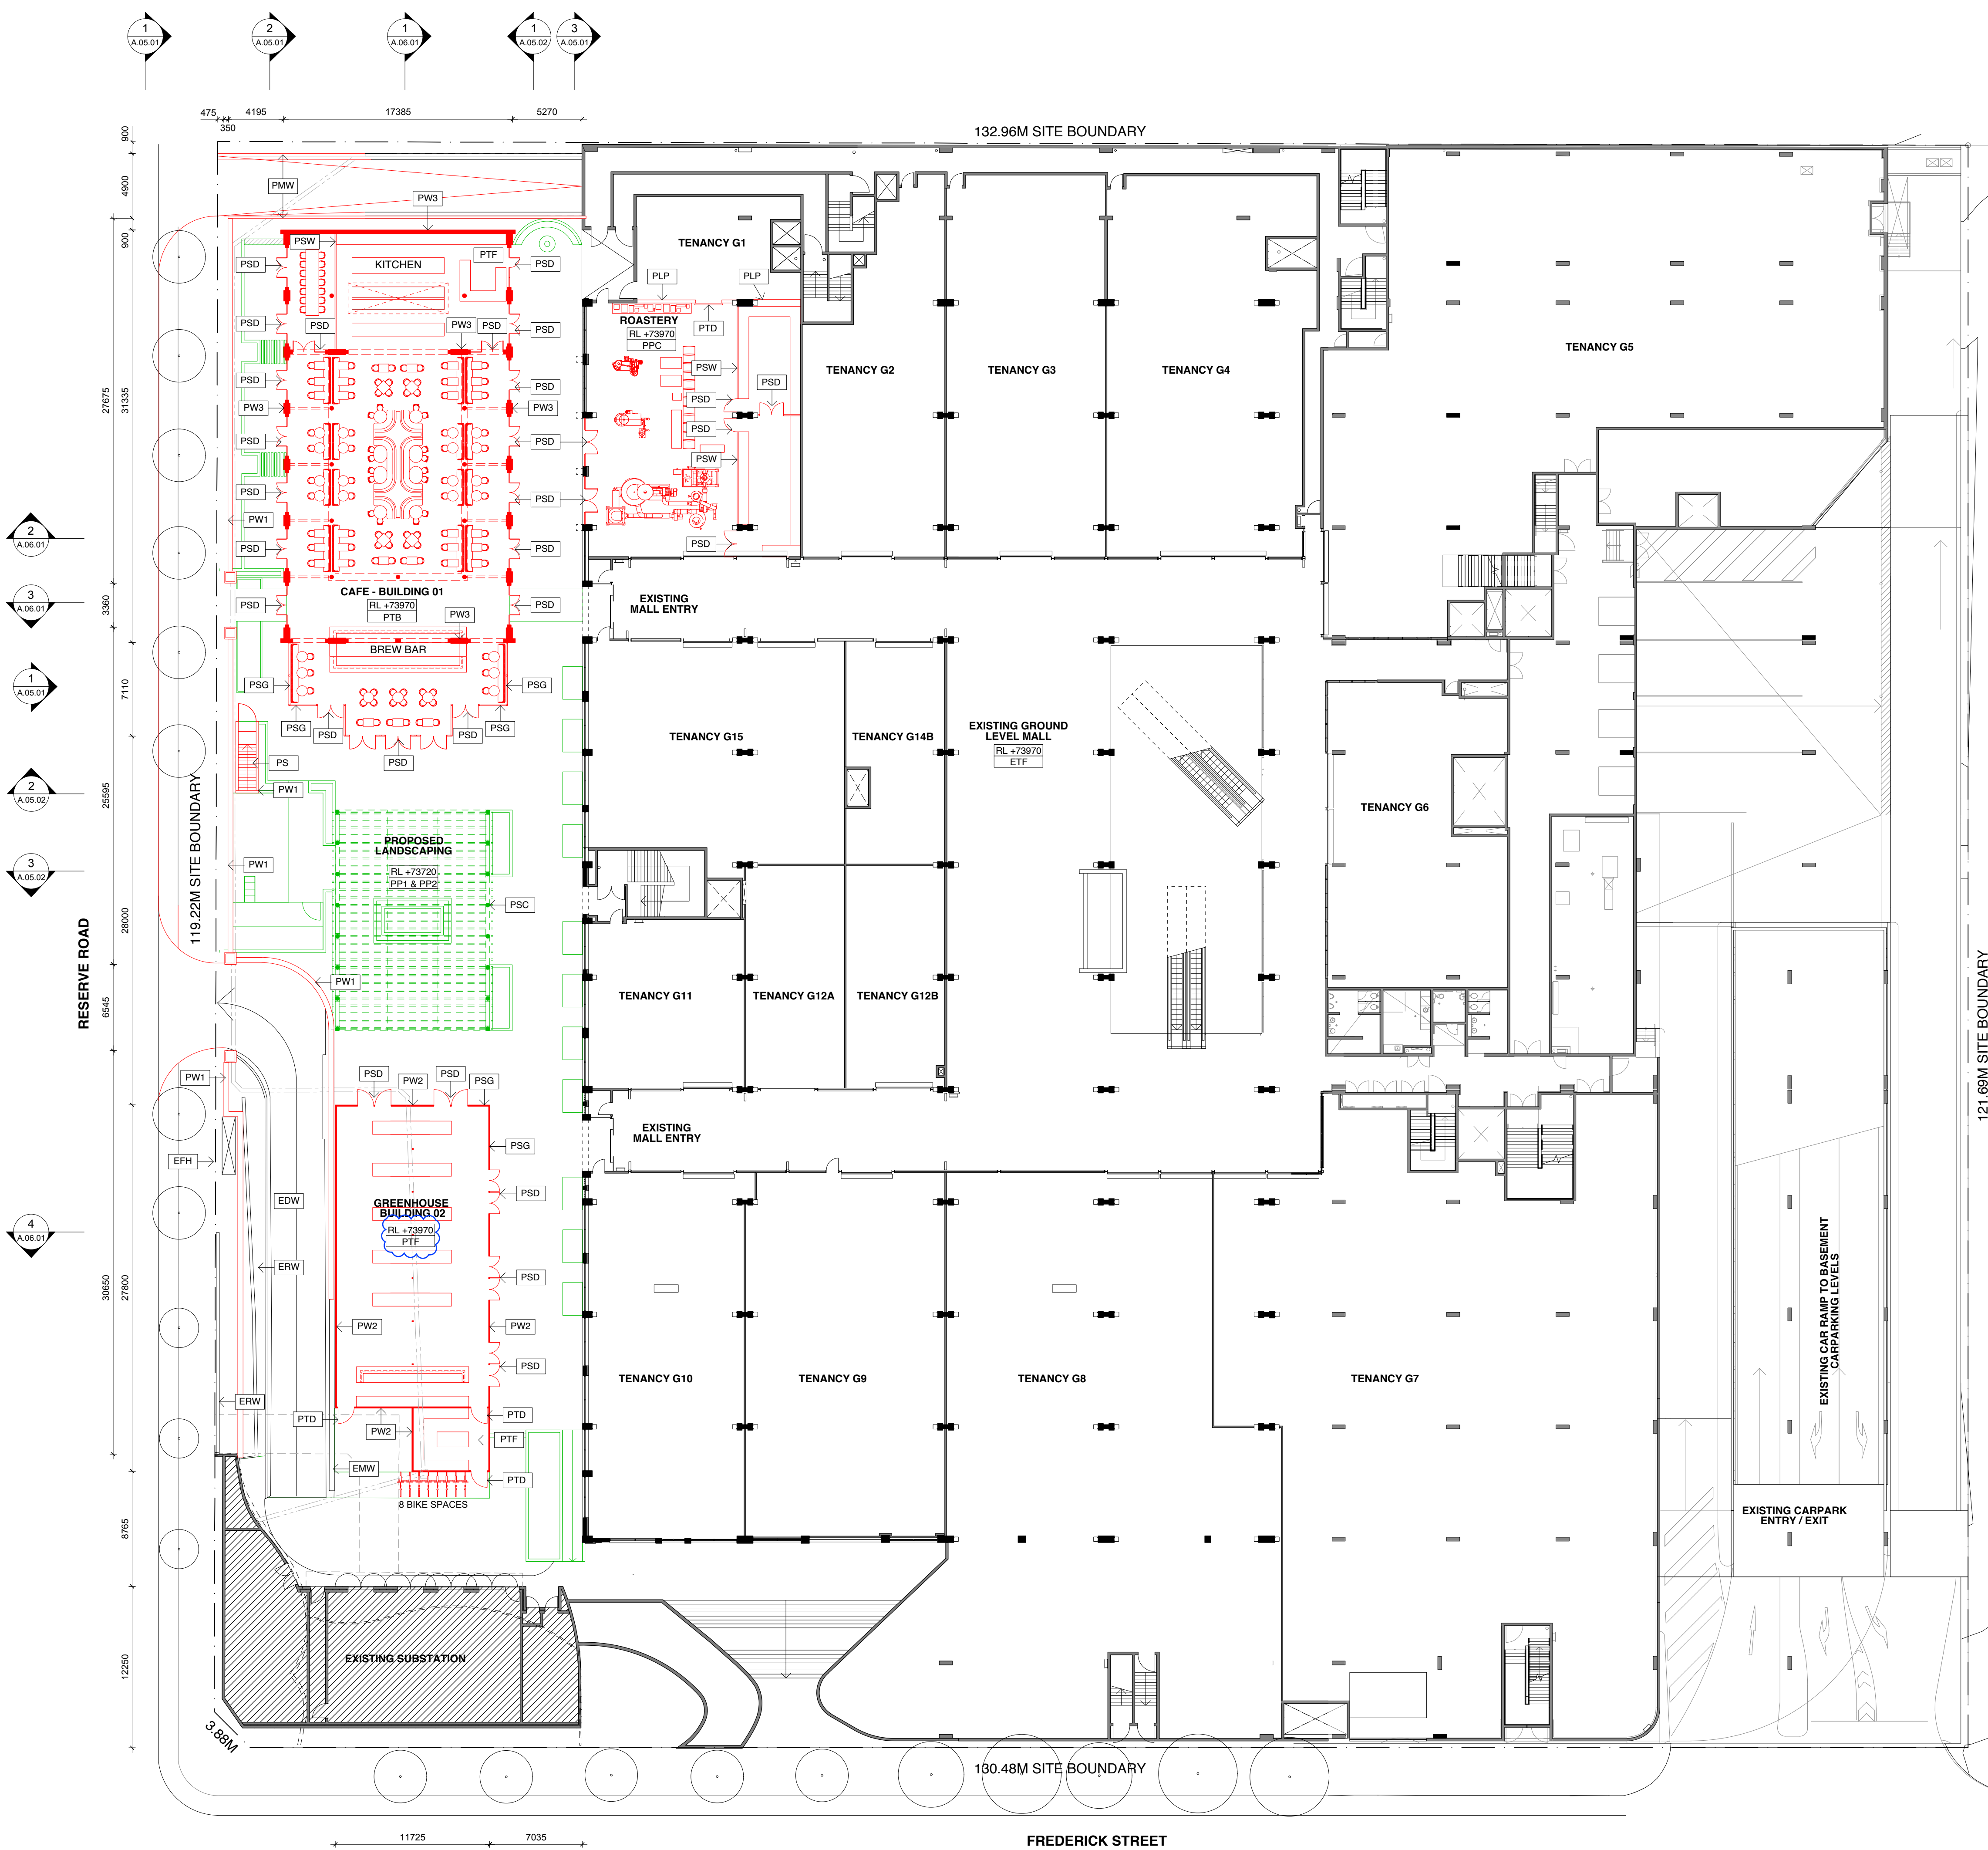 1
A.05.01
2
A.05.01
1
A.06.01
1
A.05.02
3
A.05.01
475
350
4195
17385
5270
132.96M SITE BOUNDARY
900
4900
900
27675
31335
3360
7110
25595
28000
6545
30650
27800
8765
12250
2
A.06.01
3
A.06.01
1
A.05.01
2
A.05.02
3
A.05.02
4
A.06.01
RESERVE ROAD
119.22M SITE BOUNDARY
PMW
PW3
PSW
KITCHEN
PTF
PSD
PSD
PSD
PSD
PW3
PSD
PSD
PSD
PSD
PW3
PSD
PSD
PW3
PSD
PSD
PSD
PSD
PSD
PSD
PW1
PSD
PSD
CAFE - BUILDING 01
RL +73970
PTB
PSD
PSD
PW3
BREW BAR
PSG
PSG
PSG
PSD
PSD
PSG
PSD
PS
PW1
PROPOSED
LANDSCAPING
RL +73720
PP1 & PP2
PW1
PSC
PW1
PW1
PSD
PW2
PSD
PSG
PSG
EFH
PSD
EDW
GREENHOUSE
BUILDING 02
RL +73970
PTF
ERW
PSD
PW2
PW2
PSD
ERW
PTD
PW2
PTD
PTF
EMW
PTD
8 BIKE SPACES
EXISTING SUBSTATION
3.88M
TENANCY G1
PLP
PLP
ROASTERY
RL +73970
PPC
PTD
PSW
PSD
PSD
PSD
PSW
PSD
TENANCY G2
TENANCY G3
TENANCY G4
TENANCY G5
EXISTING
MALL ENTRY
TENANCY G15
TENANCY G14B
EXISTING GROUND
LEVEL MALL
RL +73970
ETF
TENANCY G6
TENANCY G11
TENANCY G12A
TENANCY G12B
EXISTING
MALL ENTRY
TENANCY G10
TENANCY G9
TENANCY G8
TENANCY G7
EXISTING CAR RAMP TO BASEMENT
CARPARKING LEVELS
EXISTING CARPARK
ENTRY / EXIT
121.69M SITE BOUNDARY
130.48M SITE BOUNDARY
11725
7035
FREDERICK STREET